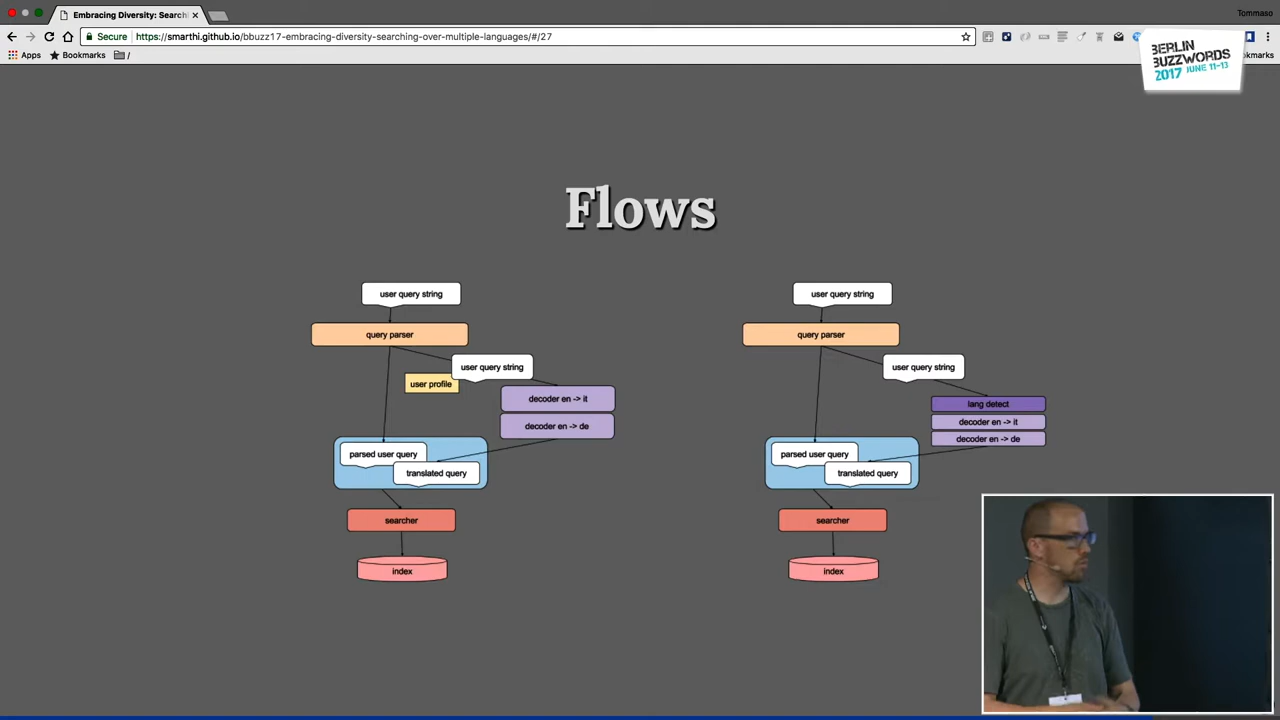 Embracing Diversity: Search
Tommaso
Secure
https://smarthi.github.io/bbuzz17-embracing-diversity-searching-over-multiple-languages/#/27
Apps
Bookmarks
/
kmarks
BERLIN
BUZZWORDS
2017 JUNE 11-13
Flows
user query string
query parser
user query string
user profile
decoder en -> it
decoder en -> de
parsed user query
translated query
searcher
index
user query string
query parser
user query string
lang detect
decoder en -> it
decoder en -> de
parsed user query
translated query
searcher
index